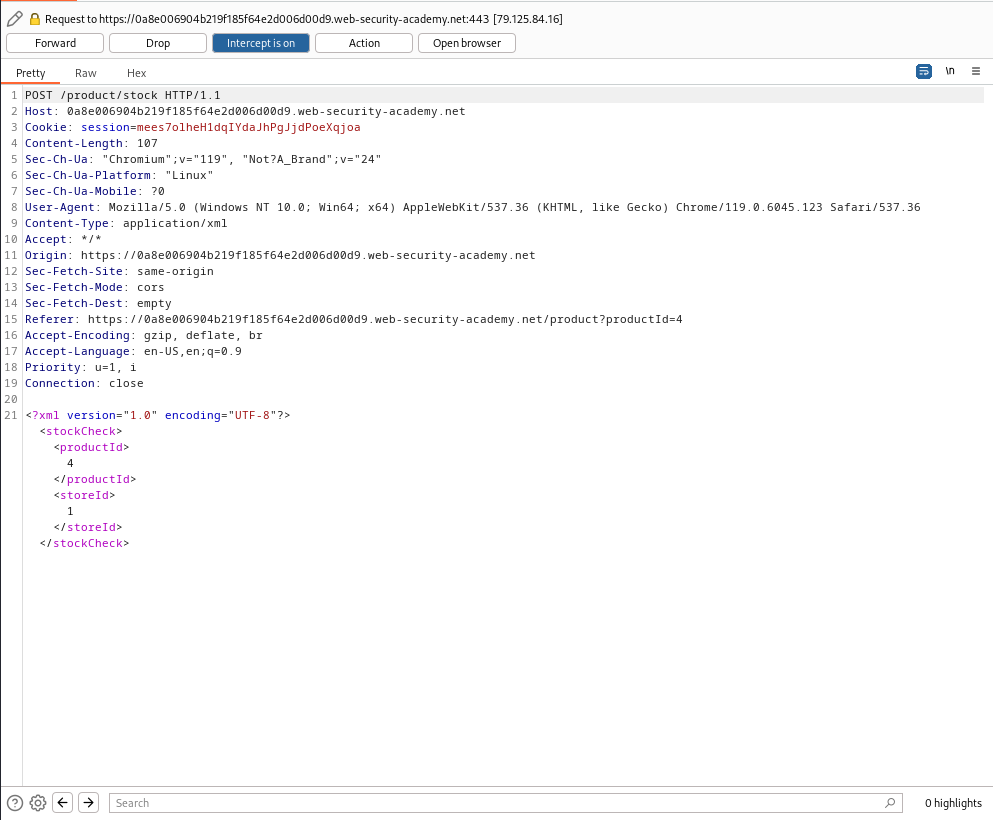 Request to https://0a8e006904b219f185f64e2d006d00d9.web-security-academy.net:443 [79.125.84.16]
Forward Drop Intercept is on Action Open browser
Pretty Raw Hex \n
1 POST /product/stock HTTP/1.1
2 Host: 0a8e006904b219f185f64e2d006d00d9.web-security-academy.net
3 Cookie: session=mees7olheH1dqIYdaJhPgJjdPoeXqjoa
4 Content-Length: 107
5 Sec-Ch-Ua: "Chromium";v="119", "Not?A_Brand";v="24"
6 Sec-Ch-Ua-Platform: "Linux"
7 Sec-Ch-Ua-Mobile: ?0
8 User-Agent: Mozilla/5.0 (Windows NT 10.0; Win64; x64) AppleWebKit/537.36 (KHTML, like Gecko) Chrome/119.0.6045.123 Safari/537.36
9 Content-Type: application/xml
10 Accept: */*
11 Origin: https://0a8e006904b219f185f64e2d006d00d9.web-security-academy.net
12 Sec-Fetch-Site: same-origin
13 Sec-Fetch-Mode: cors
14 Sec-Fetch-Dest: empty
15 Referer: https://0a8e006904b219f185f64e2d006d00d9.web-security-academy.net/product?productId=4
16 Accept-Encoding: gzip, deflate, br
17 Accept-Language: en-US,en;q=0.9
18 Priority: u=1, i
19 Connection: close
20
21 <?xml version="1.0" encoding="UTF-8"?>
<stockCheck>
<productId>
4
</productId>
<storeId>
1
</storeId>
</stockCheck>
Search 0 highlights